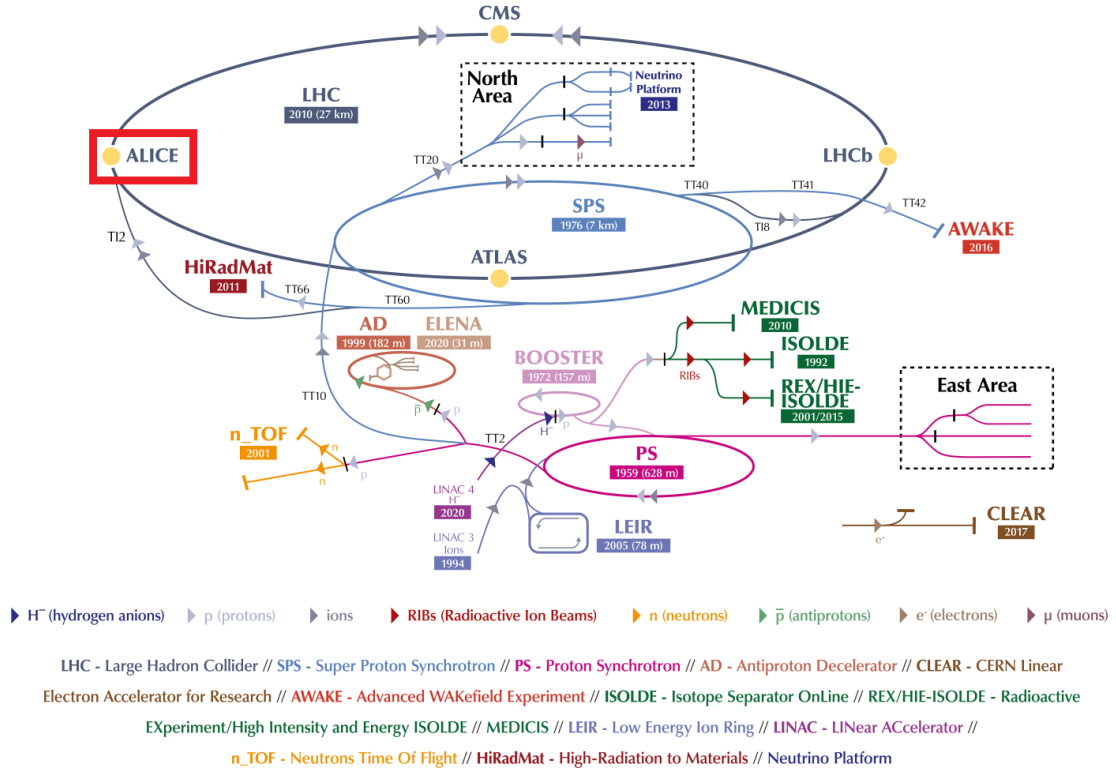 CMS
North
Area
Neutrino
Platform
2013
LHC
2010 (27 km)
ALICE
LHCb
TT20
μ
TT40
TT41
TT42
SPS
1976 (7 km)
TI8
TI2
AWAKE
2016
ATLAS
HiRadMat
2011
TT66
TT60
AD
1999 (182 m)
ELENA
2020 (31 m)
MEDICIS
2010
BOOSTER
1972 (157 m)
ISOLDE
1992
RIBs
REX/HIE-
ISOLDE
2001/2015
East Area
TT10
p̅
p
H⁻
p
TT2
n_TOF
2001
n
n
p
PS
1959 (628 m)
LINAC 4
H⁻
2020
LINAC 3
Ions
1994
LEIR
2005 (78 m)
CLEAR
2017
e⁻
H⁻ (hydrogen anions) p (protons) ions RIBs (Radioactive Ion Beams) n (neutrons) p̅ (antiprotons) e⁻ (electrons) μ (muons)
LHC - Large Hadron Collider // SPS - Super Proton Synchrotron // PS - Proton Synchrotron // AD - Antiproton Decelerator // CLEAR - CERN Linear
Electron Accelerator for Research // AWAKE - Advanced WAKefield Experiment // ISOLDE - Isotope Separator OnLine // REX/HIE-ISOLDE - Radioactive
EXperiment/High Intensity and Energy ISOLDE // MEDICIS // LEIR - Low Energy Ion Ring // LINAC - LINear ACcelerator //
n_TOF - Neutrons Time Of Flight // HiRadMat - High-Radiation to Materials // Neutrino Platform